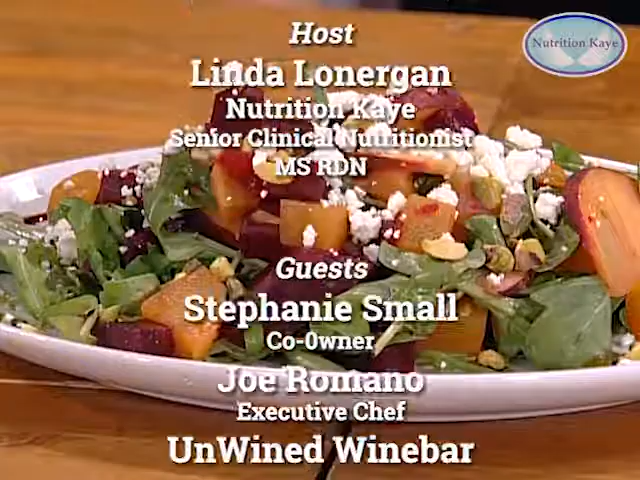 Host
Nutrition Kaye
Linda Lonergan
Nutrition Kaye
Senior Clinical Nutritionist
MS RDN
Guests
Stephanie Small
Co-0wner
Joe Romano
Executive Chef
UnWined Winebar